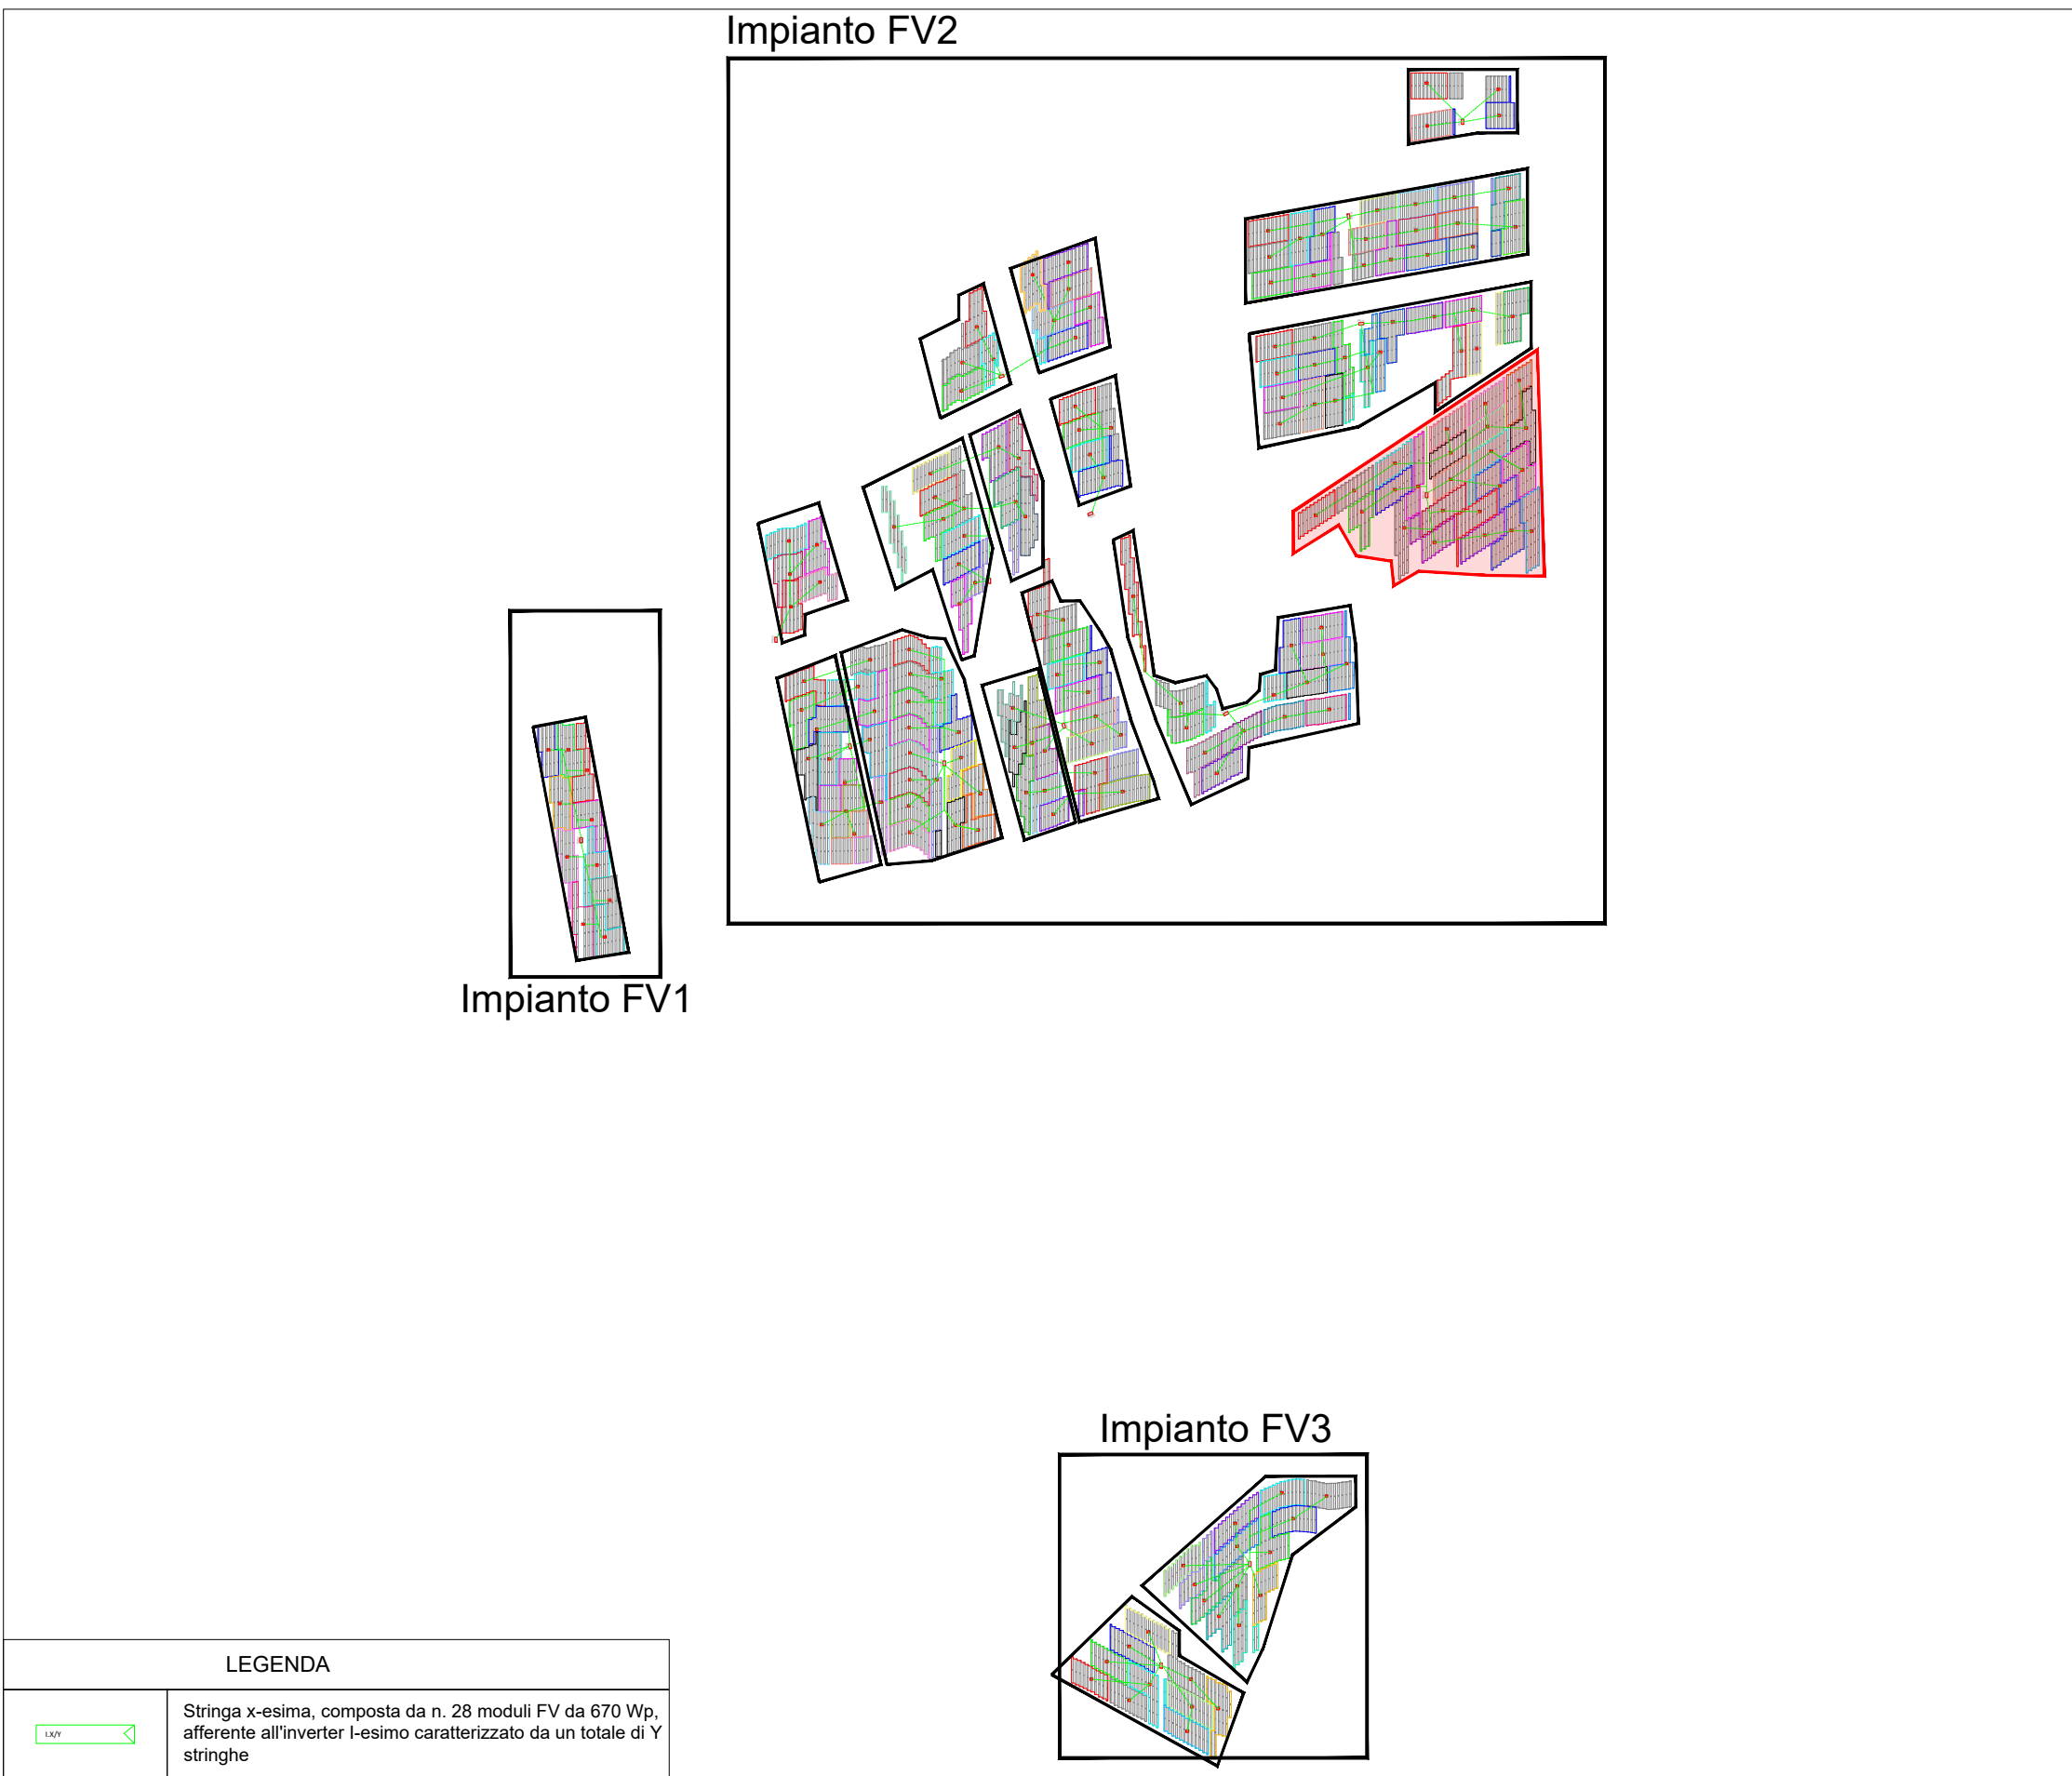 Impianto FV2
Impianto FV1
Impianto FV3
LEGENDA
I.X/Y
Stringa x-esima, composta da n. 28 moduli FV da 670 Wp,
afferente all'inverter I-esimo caratterizzato da un totale di Y
stringhe